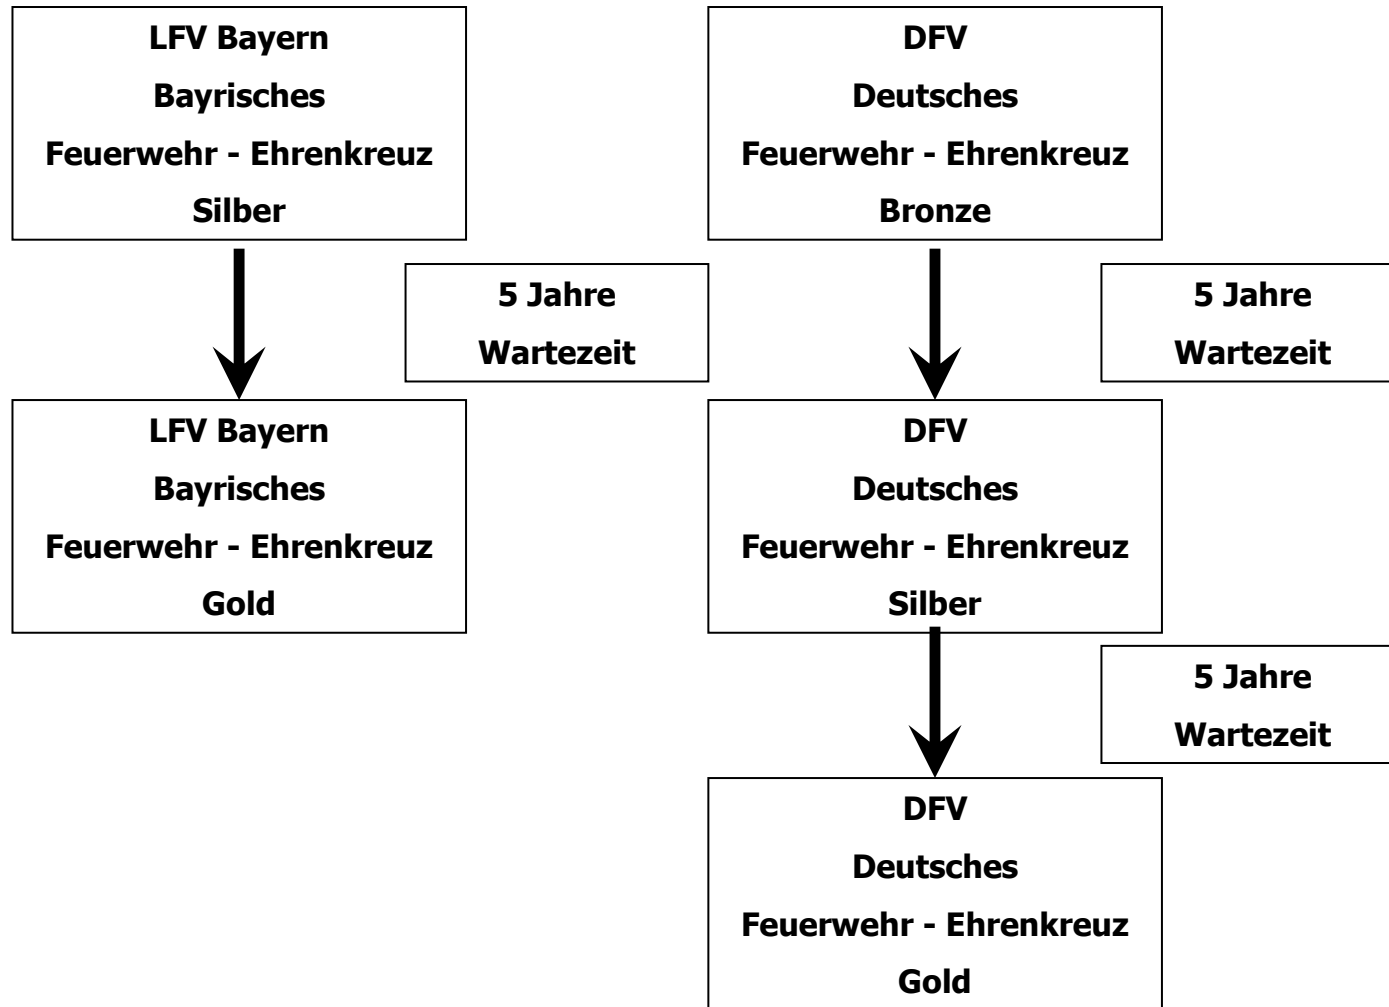 LFV Bayern
Bayrisches
Feuerwehr - Ehrenkreuz
Silber
DFV
Deutsches
Feuerwehr - Ehrenkreuz
Bronze
5 Jahre
Wartezeit
5 Jahre
Wartezeit
LFV Bayern
Bayrisches
Feuerwehr - Ehrenkreuz
Gold
DFV
Deutsches
Feuerwehr - Ehrenkreuz
Silber
5 Jahre
Wartezeit
DFV
Deutsches
Feuerwehr - Ehrenkreuz
Gold